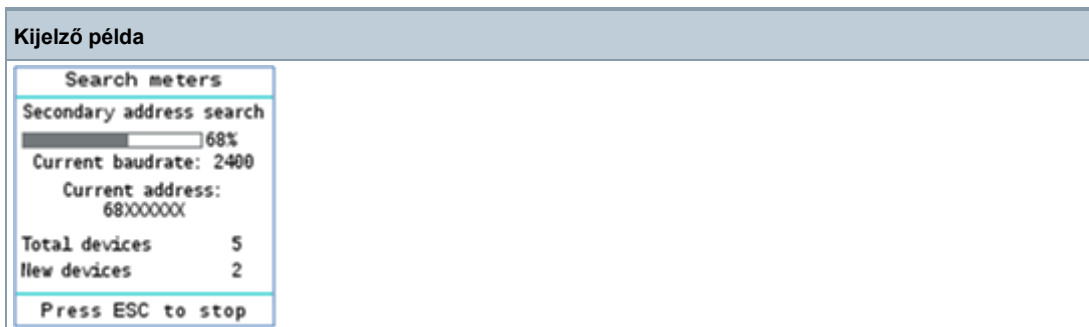 Kijelző példa
Search meters
Secondary address search
68%
Current baudrate: 2400
Current address:
68XXXXXX
Total devices 5
New devices 2
Press ESC to stop